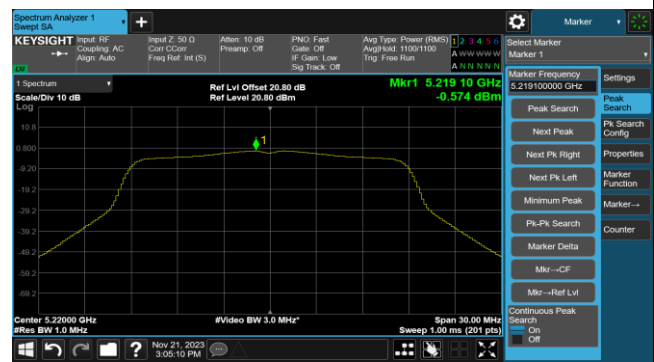 Spectrum Analyzer 1
Swept SA
Marker
KEYSIGHT
Input: RF
Coupling: AC
Align: Auto
Input Z: 50 Ω
Corr CCorr
Freq Ref: Int (S)
Atten: 10 dB
Preamp: Off
PNO: Fast
Gate: Off
IF Gain: Low
Sig Track: Off
Avg Type: Power (RMS)
Avg|Hold: 1100/1100
Trig: Free Run
1 2 3 4 5 6
A W W W W W
A N N N N N
Select Marker
Marker 1
1 Spectrum
Scale/Div 10 dB
Log
Ref Lvl Offset 20.80 dB
Ref Level 20.80 dBm
Mkr1 5.219 10 GHz
-0.574 dBm
10.8
0.800
-9.20
-19.2
-29.2
-39.2
-49.2
-59.2
-69.2
1
Center 5.22000 GHz
#Res BW 1.0 MHz
#Video BW 3.0 MHz*
Span 30.00 MHz
Sweep 1.00 ms (201 pts)
Marker Frequency
5.219100000 GHz
Peak Search
Next Peak
Next Pk Right
Next Pk Left
Minimum Peak
Pk-Pk Search
Marker Delta
Mkr→CF
Mkr→Ref Lvl
Continuous Peak
Search
On
Off
Settings
Peak
Search
Pk Search
Config
Properties
Marker
Function
Marker→
Counter
?
Nov 21, 2023
3:05:10 PM